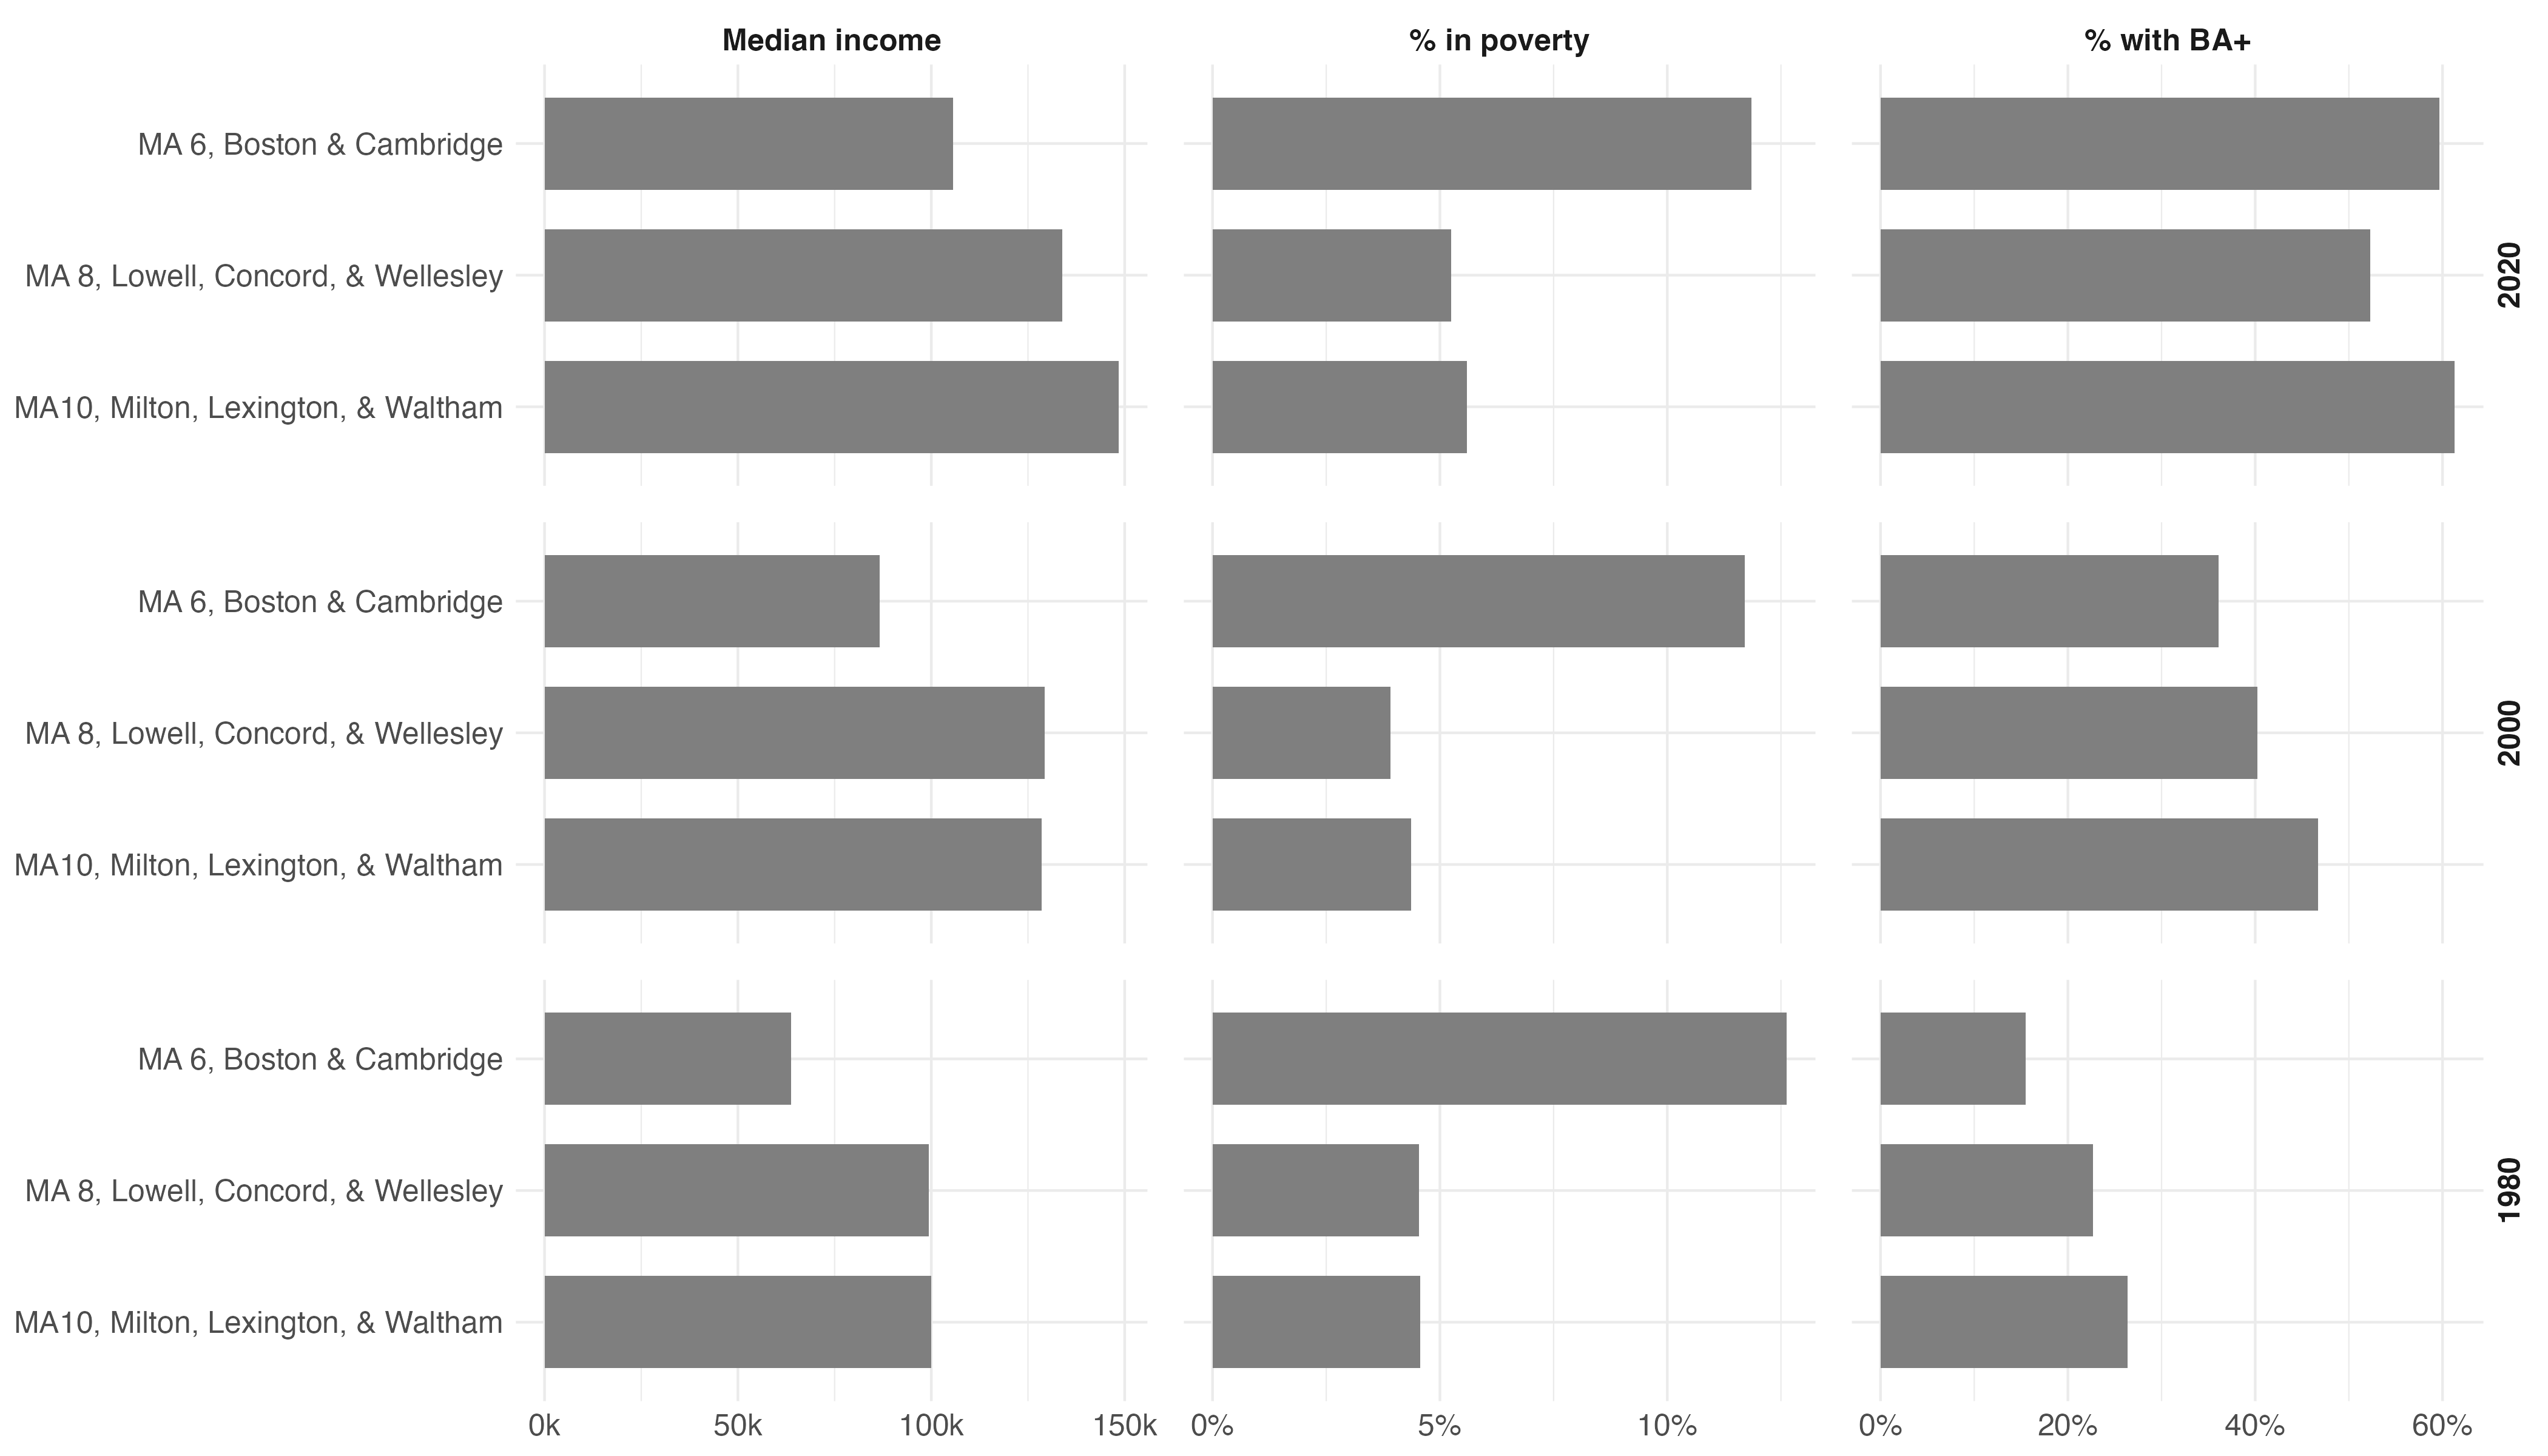 Median income
% in poverty
% with BA+
MA 6, Boston & Cambridge
MA 8, Lowell, Concord, & Wellesley
MA10, Milton, Lexington, & Waltham
2020
MA 6, Boston & Cambridge
MA 8, Lowell, Concord, & Wellesley
MA10, Milton, Lexington, & Waltham
2000
MA 6, Boston & Cambridge
MA 8, Lowell, Concord, & Wellesley
MA10, Milton, Lexington, & Waltham
1980
0k 50k 100k 150k
0% 5% 10%
0% 20% 40% 60%